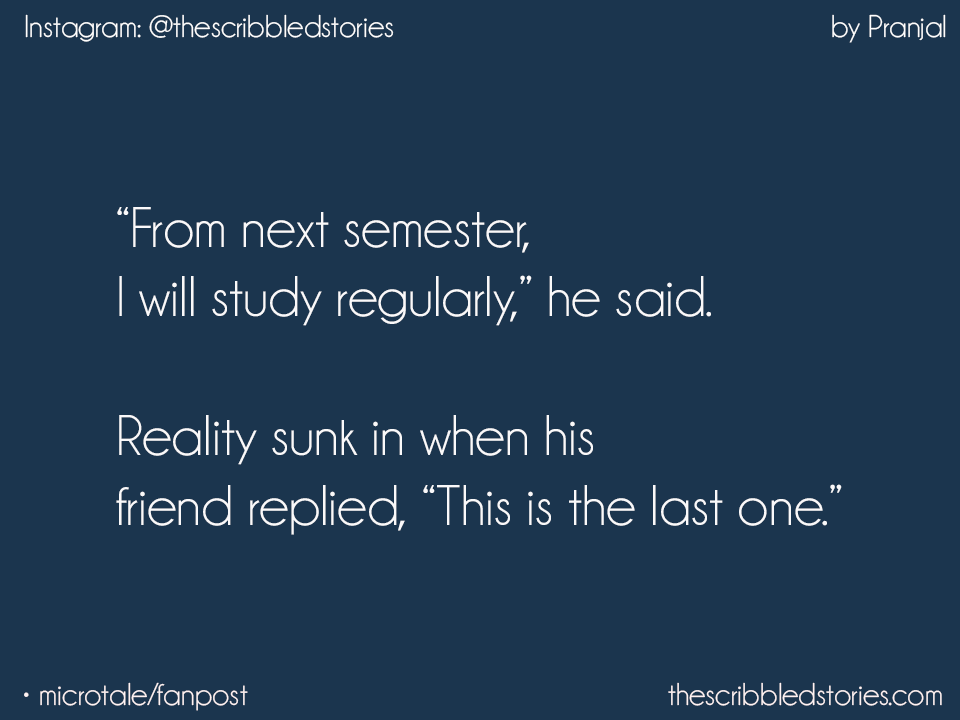 Instagram: @thescribbledstories
by Pranjal
“From next semester,
I will study regularly,” he said.
Reality sunk in when his
friend replied, “This is the last one.”
• microtale/fanpost
thescribbledstories.com